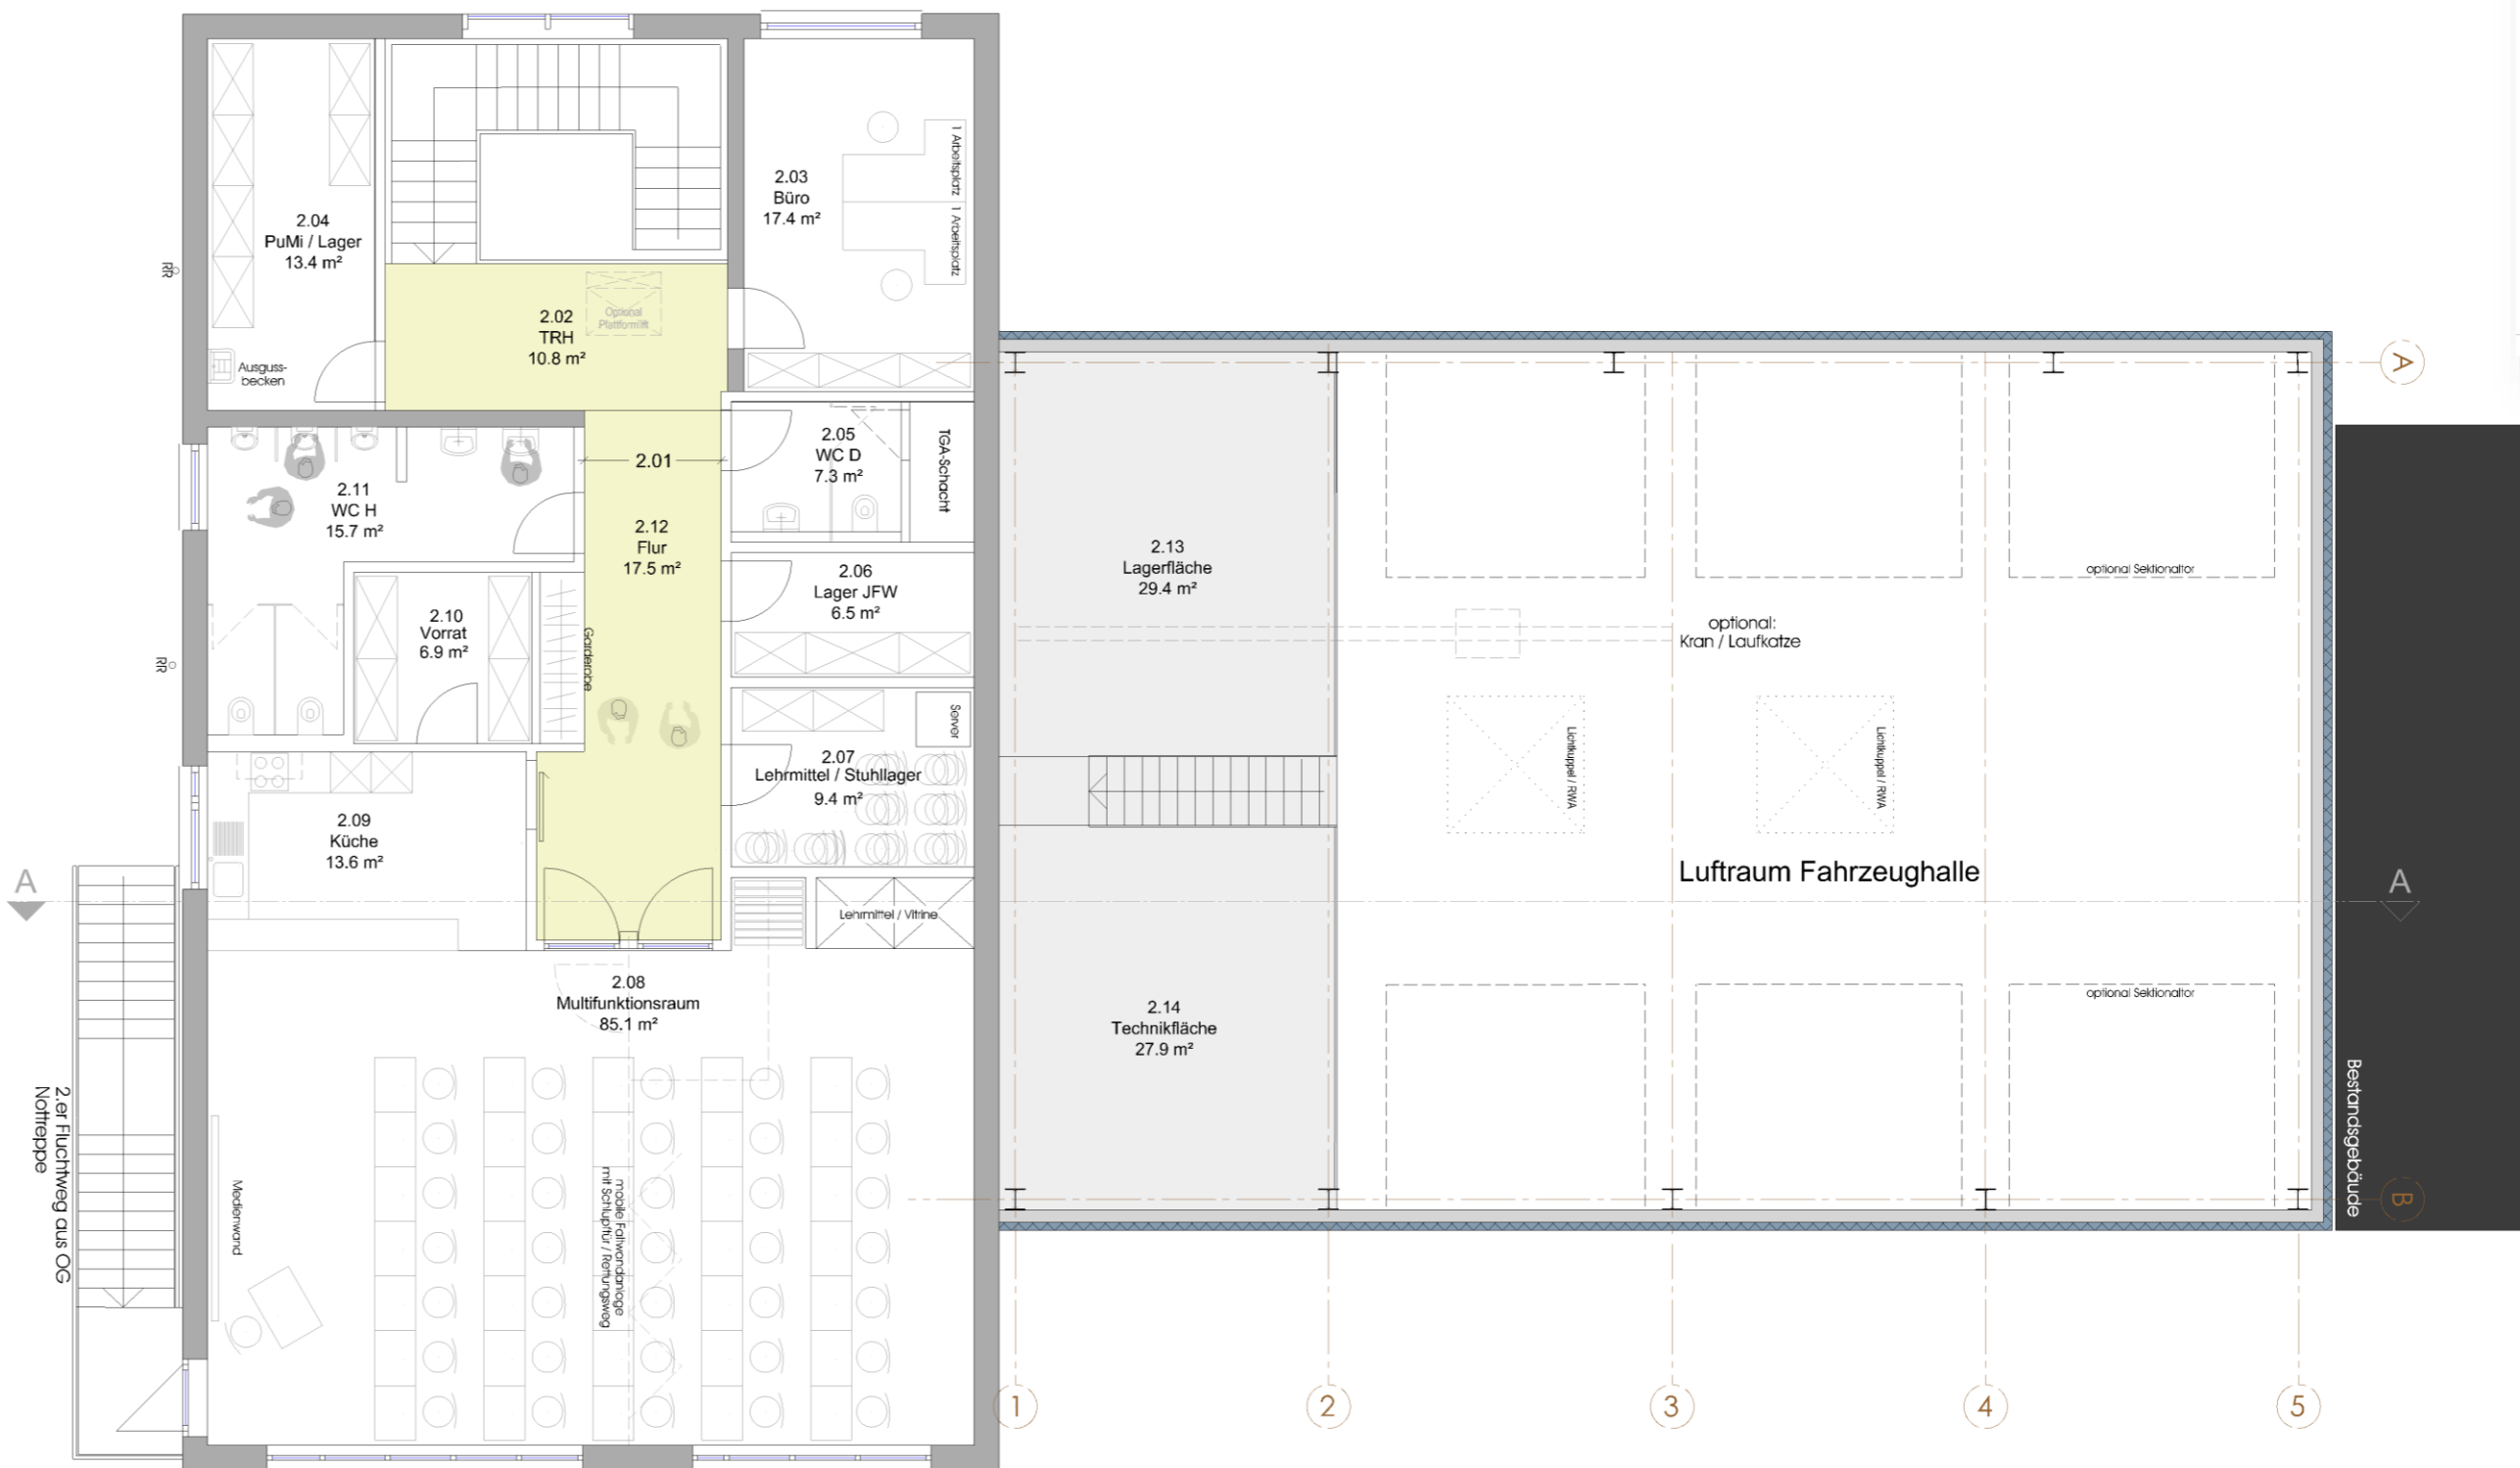 2.04
PuMi / Lager
13.4 m²
Ausguss-
becken
RR
RR
2.02
TRH
10.8 m²
Optional
Plattformlift
2.03
Büro
17.4 m²
1 Arbeitsplatz
1 Arbeitsplatz
2.01
2.05
WC D
7.3 m²
TGA-Schacht
2.11
WC H
15.7 m²
2.12
Flur
17.5 m²
2.06
Lager JFW
6.5 m²
2.10
Vorrat
6.9 m²
Garderobe
2.07
Lehrmittel / Stuhllager
9.4 m²
Server
2.09
Küche
13.6 m²
Lehrmittel / Vitrine
2.08
Multifunktionsraum
85.1 m²
Medienwand
mobile Faltwandanlage
mit Schlupftür / Rettungsweg
2.er Fluchtweg aus OG
Nottreppe
A
2.13
Lagerfläche
29.4 m²
2.14
Technikfläche
27.9 m²
optional Sektionaltor
optional:
Kran / Laufkatze
Lichtkuppel / RWA
Lichtkuppel / RWA
Luftraum Fahrzeughalle
optional Sektionaltor
Bestandsgebäude
A
A
B
1
2
3
4
5